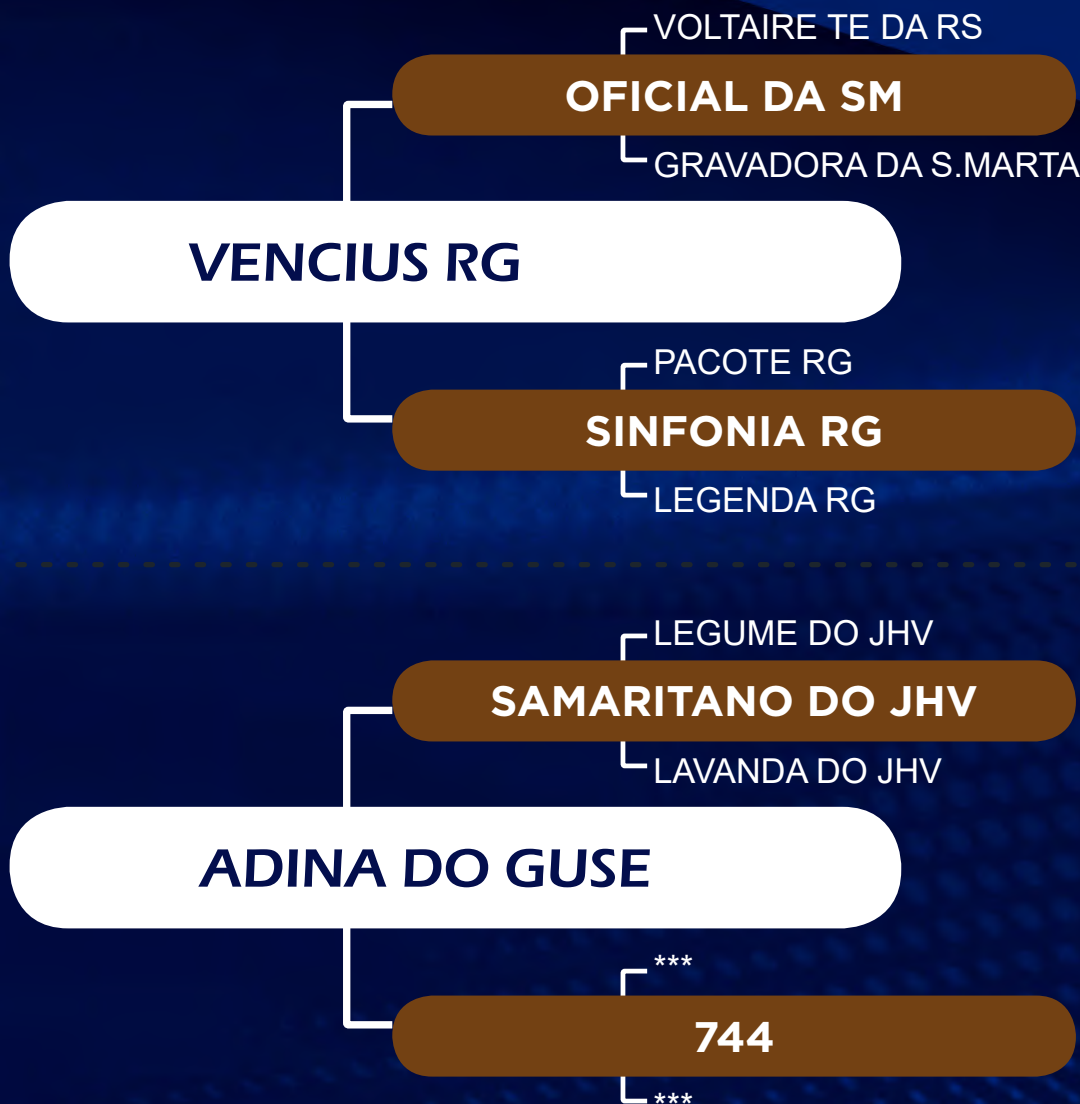 VOLTAIRE TE DA RS
OFICIAL DA SM
GRAVADORA DA S.MARTA
VENCIUS RG
PACOTE RG
SINFONIA RG
LEGENDA RG
LEGUME DO JHV
SAMARITANO DO JHV
LAVANDA DO JHV
ADINA DO GUSE
***
744
***